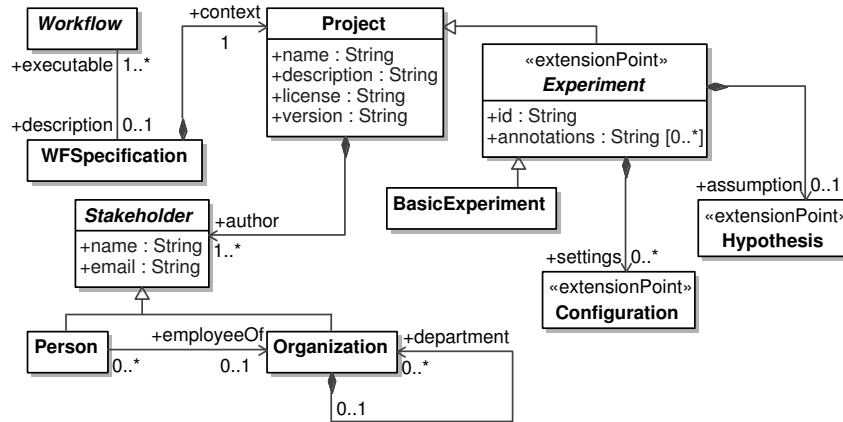 Workflow
+executable 1..*
+description 0..1
WFSpecification
+context
1
Project
+name : String
+description : String
+license : String
+version : String
«extensionPoint»
Experiment
+id : String
+annotations : String [0..*]
BasicExperiment
+assumption 0..1
«extensionPoint»
Hypothesis
+settings 0..*
«extensionPoint»
Configuration
+author
1..*
Stakeholder
+name : String
+email : String
Person
0..*
+employeeOf
0..1
Organization
+department
0..*
0..1